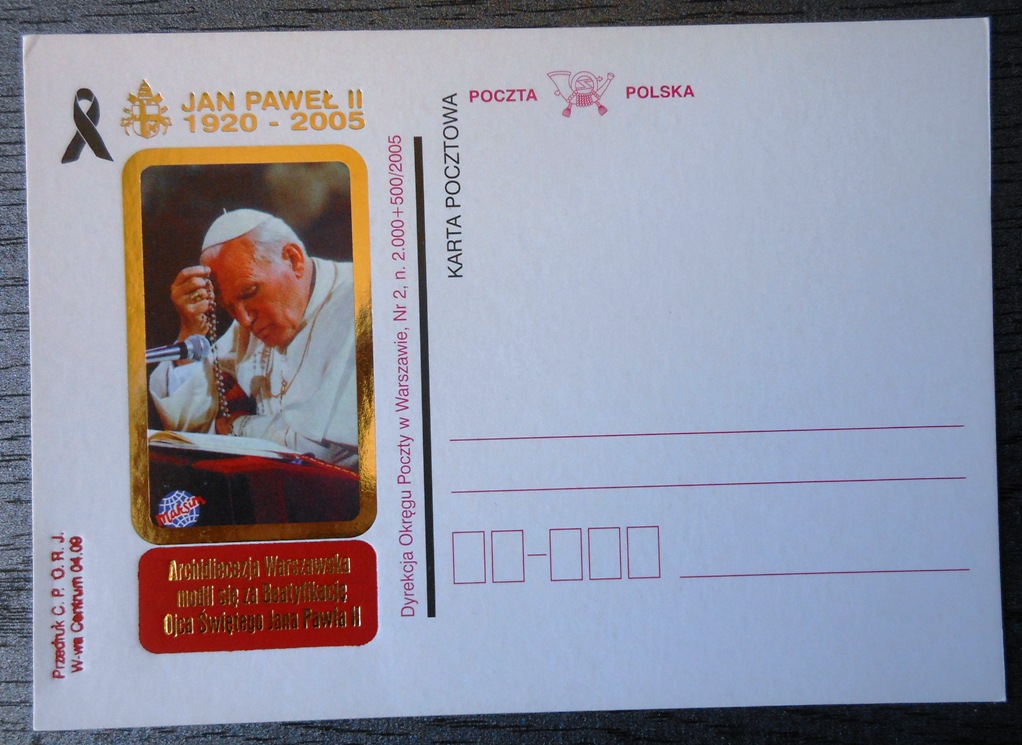 JAN PAWEŁ II
1920 - 2005
Maksim
Archidiecezja Warszawska
modli się za Beatyfikację
Ojca Świętego Jana Pawła II
Przedruk C. P. O. R. J.
W-wa Centrum 04.09
Dyrekcja Okręgu Poczty w Warszawie, Nr 2, n. 2.000+500/2005
KARTA POCZTOWA
POCZTA POLSKA